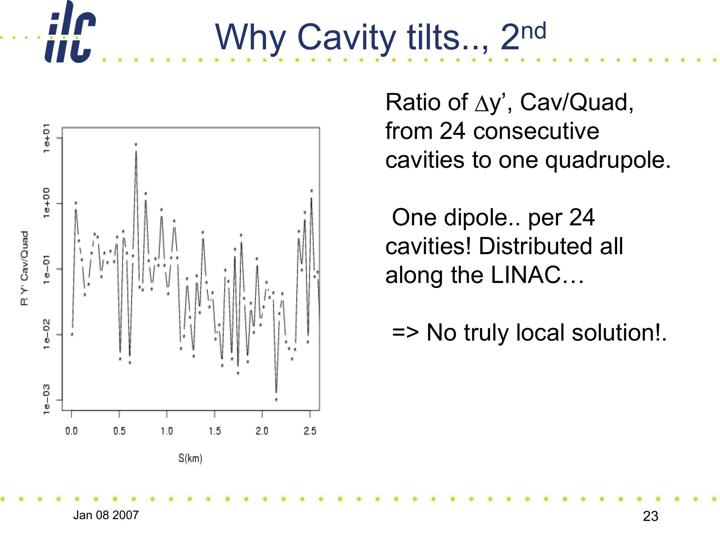 ilc
Why Cavity tilts.., 2nd
Ratio of ∆y’, Cav/Quad,
from 24 consecutive
cavities to one quadrupole.
One dipole.. per 24
cavities! Distributed all
along the LINAC…
=> No truly local solution!.
R Y' Cav/Quad
1e+01
1e+00
1e-01
1e-02
1e-03
0.0 0.5 1.0 1.5 2.0 2.5
S(km)
Jan 08 2007
23